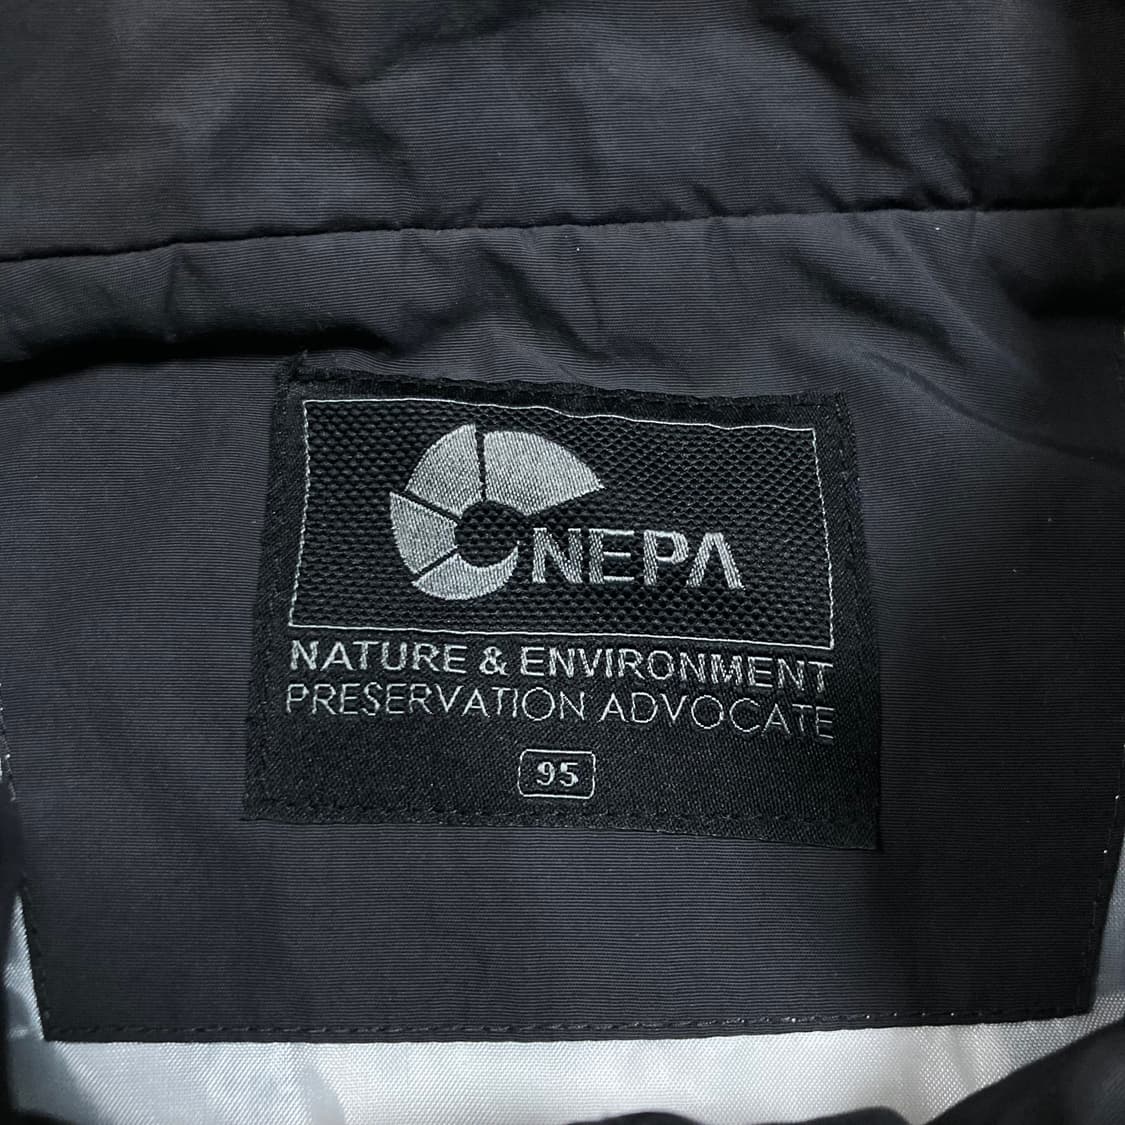 NEPA
NATURE & ENVIRONMENT
PRESERVATION ADVOCATE
95